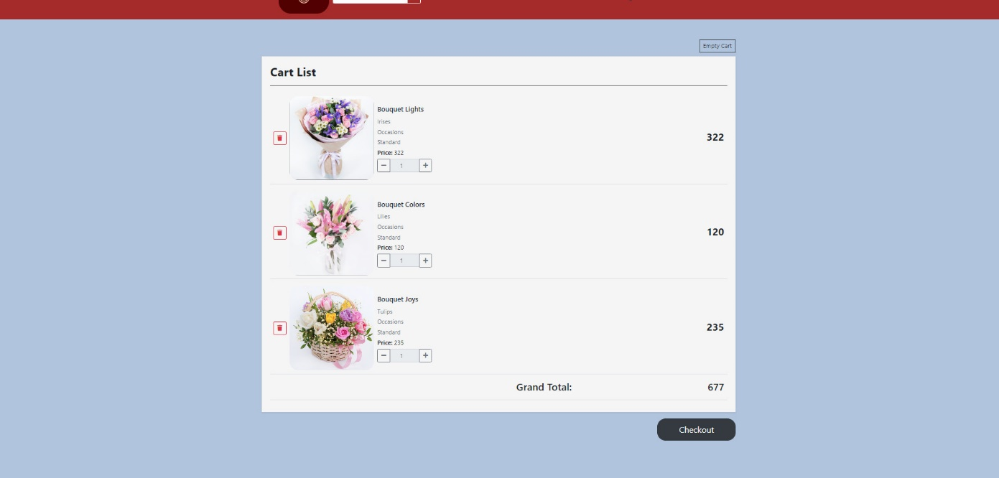 Empty Cart
Cart List
Bouquet Lights
Irises
Occasions
Standard
Price: 322
1
322
Bouquet Colors
Lilies
Occasions
Standard
Price: 120
1
120
Bouquet Joys
Tulips
Occasions
Standard
Price: 235
1
235
Grand Total: 677
Checkout